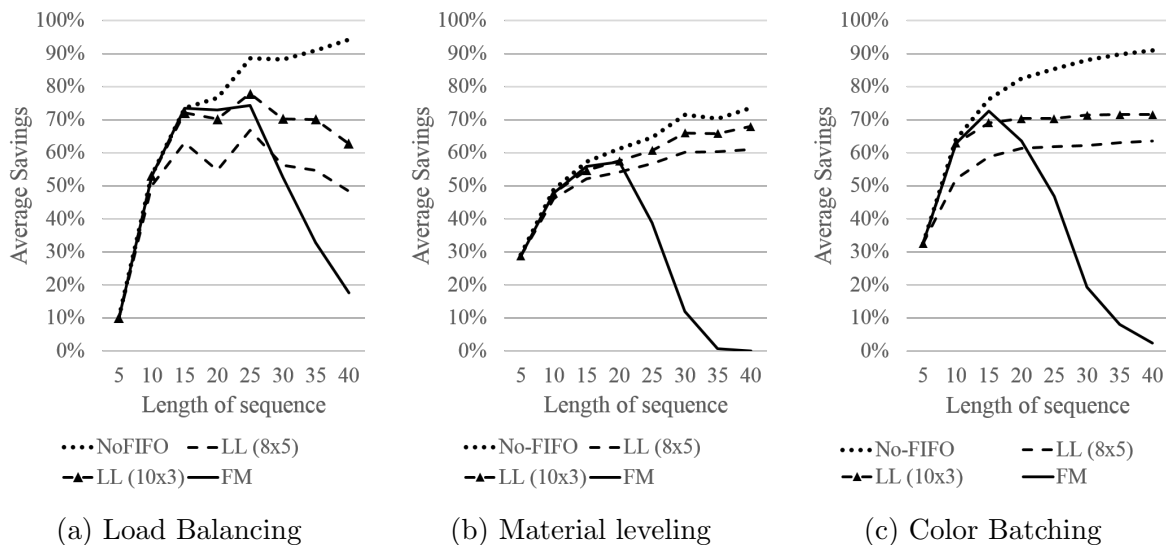 100%
90%
80%
70%
60%
50%
40%
30%
20%
10%
0%
Average Savings
5 10 15 20 25 30 35 40
Length of sequence
NoFIFO LL (8x5)
LL (10x3) FM
(a) Load Balancing
100%
90%
80%
70%
60%
50%
40%
30%
20%
10%
0%
Average Savings
5 10 15 20 25 30 35 40
Length of sequence
No-FIFO LL (8x5)
LL (10x3) FM
(b) Material leveling
100%
90%
80%
70%
60%
50%
40%
30%
20%
10%
0%
Average Savings
5 10 15 20 25 30 35 40
Length of sequence
No-FIFO LL (8x5)
LL (10x3) FM
(c) Color Batching